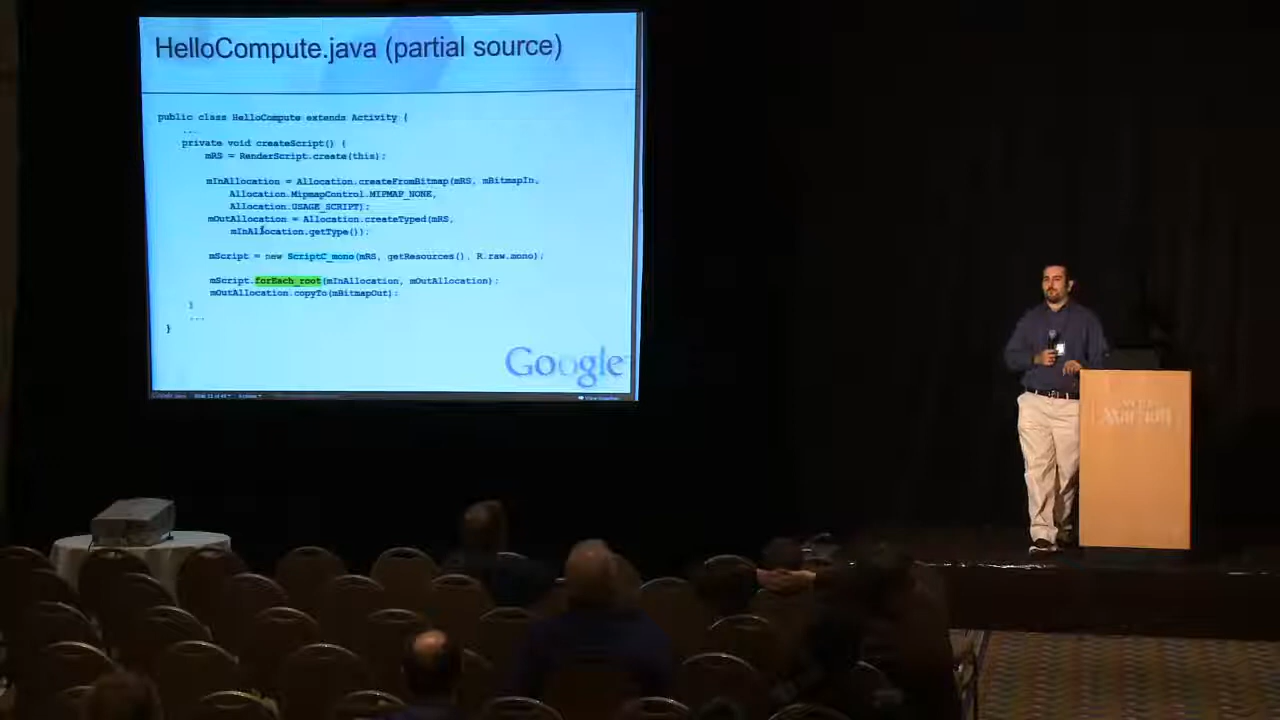 HelloCompute.java (partial source)
public class HelloCompute extends Activity {
...
private void createScript() {
mRS = RenderScript.create(this);
mInAllocation = Allocation.createFromBitmap(mRS, mBitmapIn,
Allocation.MipmapControl.MIPMAP_NONE,
Allocation.USAGE_SCRIPT);
mOutAllocation = Allocation.createTyped(mRS,
mInAllocation.getType());
mScript = new ScriptC_mono(mRS, getResources(), R.raw.mono);
mScript.forEach_root(mInAllocation, mOutAllocation);
mOutAllocation.copyTo(mBitmapOut);
}
...
}
Google
Marriott